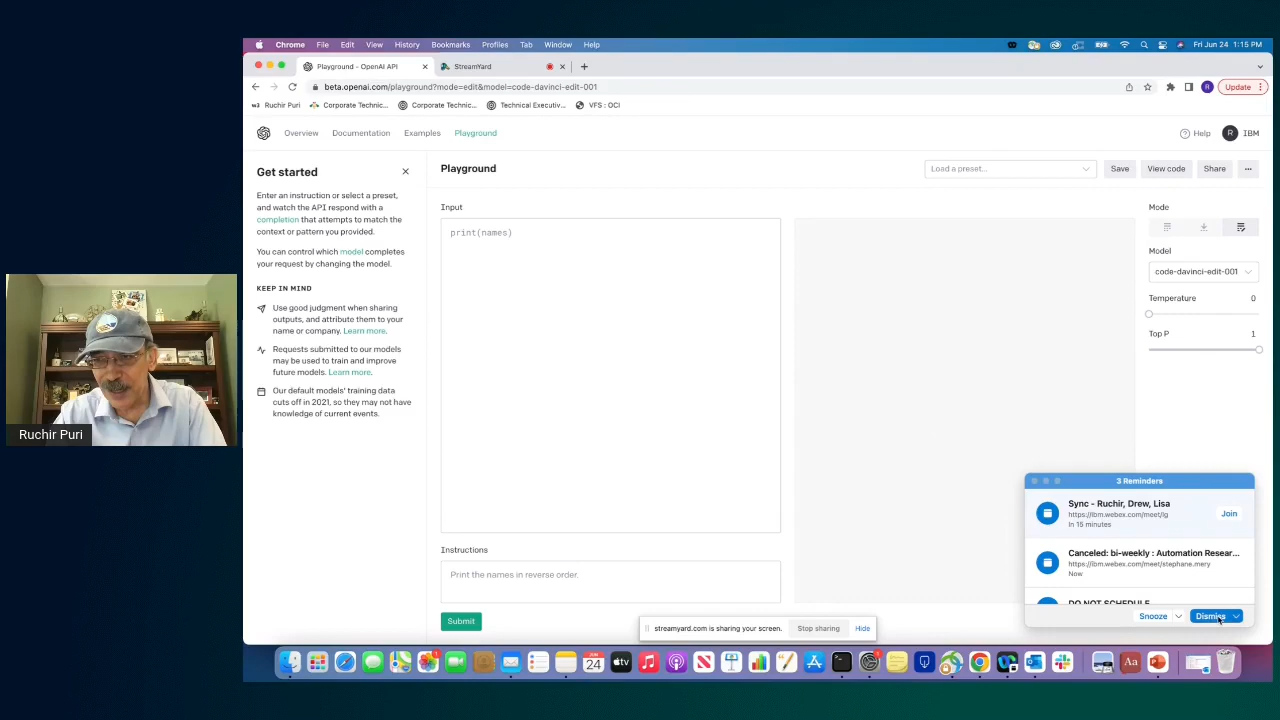 Chrome File Edit View History Bookmarks Profiles Tab Window Help
Fri Jun 24 1:15 PM
Playground - OpenAI API
StreamYard
beta.openai.com/playground?mode=edit&model=code-davinci-edit-001
R
Update
w3 Ruchir Puri
Corporate Technic...
Corporate Technic...
Technical Executiv...
VFS : OCI
Overview
Documentation
Examples
Playground
Help
R
IBM
Get started
Enter an instruction or select a preset,
and watch the API respond with a
completion that attempts to match the
context or pattern you provided.
You can control which model completes
your request by changing the model.
KEEP IN MIND
Use good judgment when sharing
outputs, and attribute them to your
name or company. Learn more.
Requests submitted to our models
may be used to train and improve
future models. Learn more.
Our default models' training data
cuts off in 2021, so they may not have
knowledge of current events.
Playground
Load a preset...
Save
View code
Share
Input
print(names)
Instructions
Print the names in reverse order.
Submit
Mode
Model
code-davinci-edit-001
Temperature 0
Top P 1
3 Reminders
Sync - Ruchir, Drew, Lisa
https://ibm.webex.com/meet/lg
In 15 minutes
Join
Canceled: bi-weekly : Automation Resear...
https://ibm.webex.com/meet/stephane.mery
Now
DO NOT SCHEDULE
Snooze
Dismiss
streamyard.com is sharing your screen.
Stop sharing
Hide
JUN
24
tv
Aa
Ruchir Puri